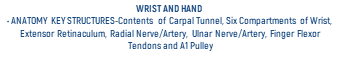 WRIST AND HAND
- ANATOMY KEY STRUCTURES-Contents of Carpal Tunnel, Six Compartments of Wrist,
Extensor Retinaculum, Radial Nerve/Artery, Ulnar Nerve/Artery, Finger Flexor
Tendons and A1 Pulley